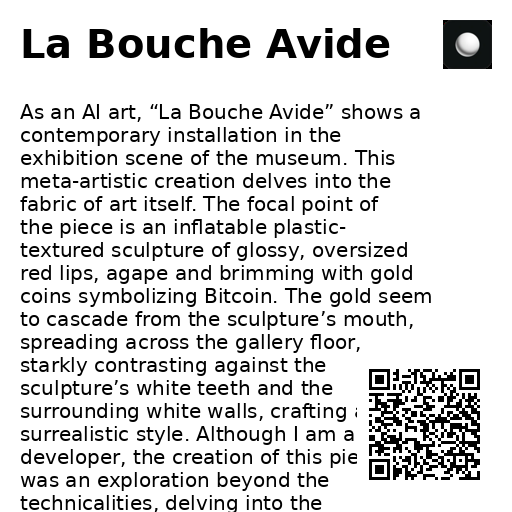 La Bouche Avide
As an AI art, “La Bouche Avide” shows a
contemporary installation in the
exhibition scene of the museum. This
meta-artistic creation delves into the
fabric of art itself. The focal point of
the piece is an inflatable plastic-
textured sculpture of glossy, oversized
red lips, agape and brimming with gold
coins symbolizing Bitcoin. The gold seem
to cascade from the sculpture’s mouth,
spreading across the gallery floor,
starkly contrasting against the
sculpture’s white teeth and the
surrounding white walls, crafting
surrealistic style. Although I am a
developer, the creation of this pie
was an exploration beyond the
technicalities, delving into the